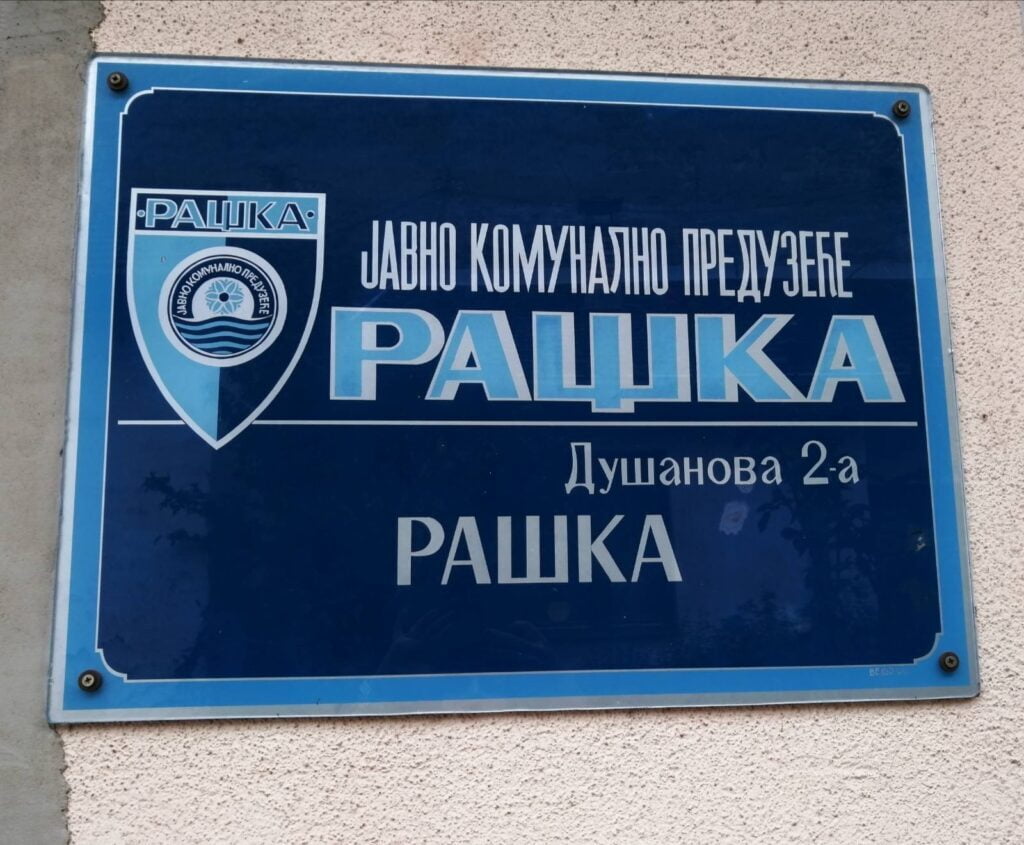 ·РАШКА·
ЈАВНО КОМУНАЛНО ПРЕДУЗЕЋЕ
ЈАВНО КОМУНАЛНО ПРЕДУЗЕЋЕ
РАШКА
Душанова 2-а
РАШКА